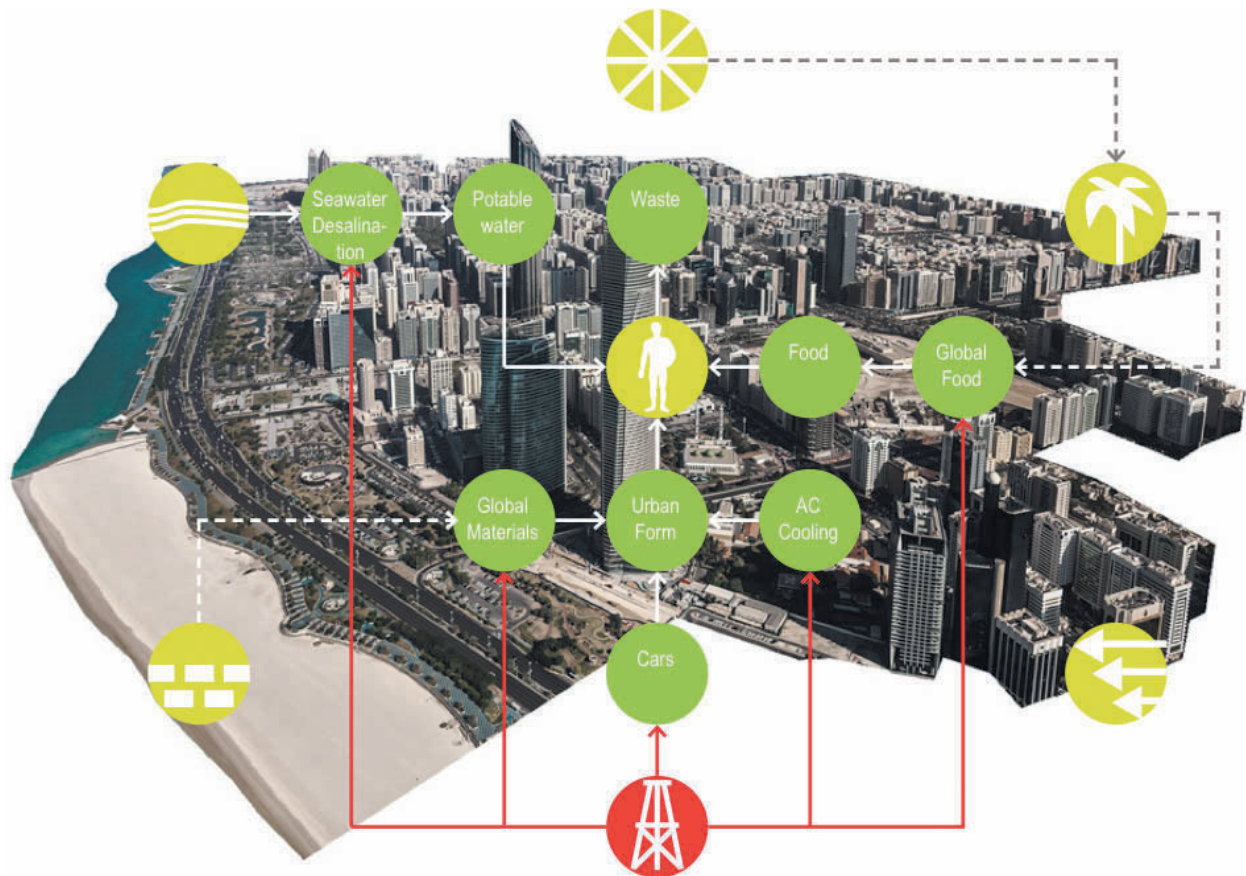 Seawater
Desalina-
tion
Potable
water
Waste
Food
Global
Food
Global
Materials
Urban
Form
AC
Cooling
Cars